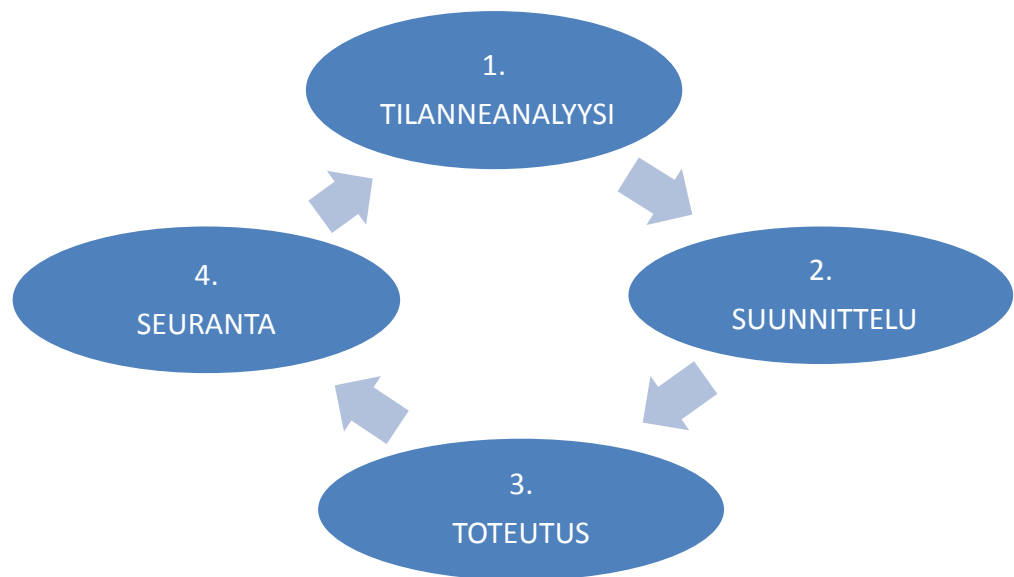 1.
TILANNEANALYYSI
2.
SUUNNITTELU
3.
TOTEUTUS
4.
SEURANTA